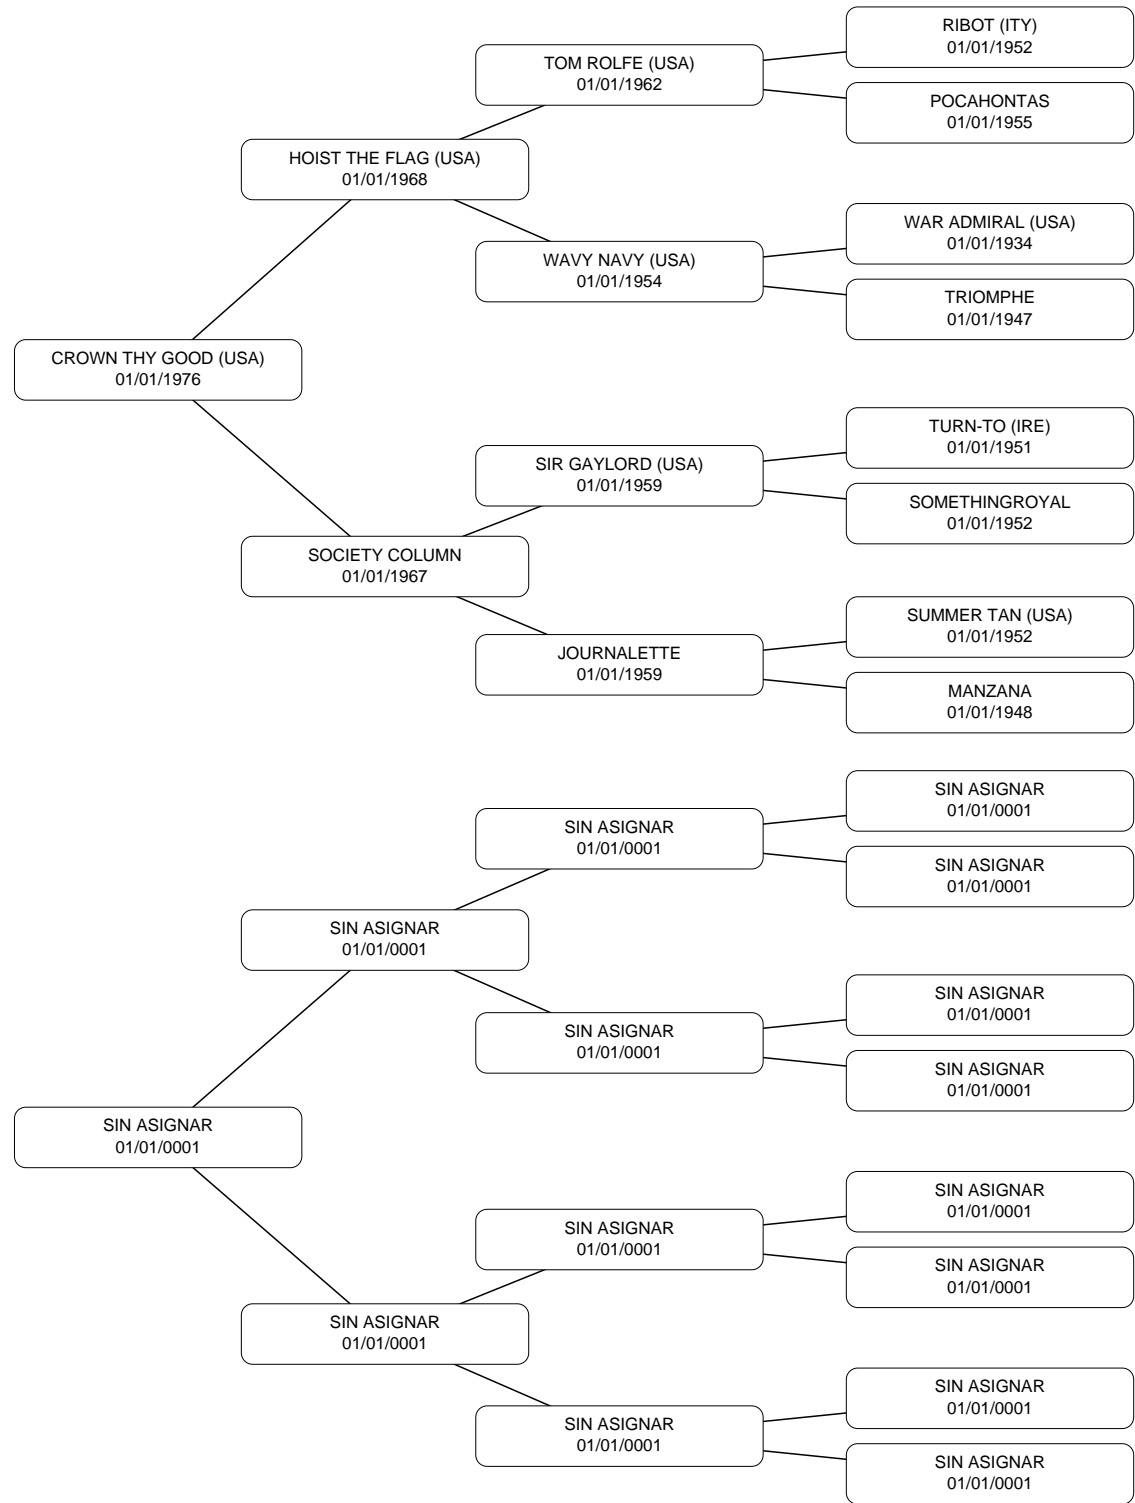 RIBOT (ITY)
01/01/1952
TOM ROLFE (USA)
01/01/1962
POCAHONTAS
01/01/1955
HOIST THE FLAG (USA)
01/01/1968
WAR ADMIRAL (USA)
01/01/1934
WAVY NAVY (USA)
01/01/1954
TRIOMPHE
01/01/1947
CROWN THY GOOD (USA)
01/01/1976
TURN-TO (IRE)
01/01/1951
SIR GAYLORD (USA)
01/01/1959
SOMETHINGROYAL
01/01/1952
SOCIETY COLUMN
01/01/1967
SUMMER TAN (USA)
01/01/1952
JOURNALETTE
01/01/1959
MANZANA
01/01/1948
SIN ASIGNAR
01/01/0001
SIN ASIGNAR
01/01/0001
SIN ASIGNAR
01/01/0001
SIN ASIGNAR
01/01/0001
SIN ASIGNAR
01/01/0001
SIN ASIGNAR
01/01/0001
SIN ASIGNAR
01/01/0001
SIN ASIGNAR
01/01/0001
SIN ASIGNAR
01/01/0001
SIN ASIGNAR
01/01/0001
SIN ASIGNAR
01/01/0001
SIN ASIGNAR
01/01/0001
SIN ASIGNAR
01/01/0001
SIN ASIGNAR
01/01/0001
SIN ASIGNAR
01/01/0001